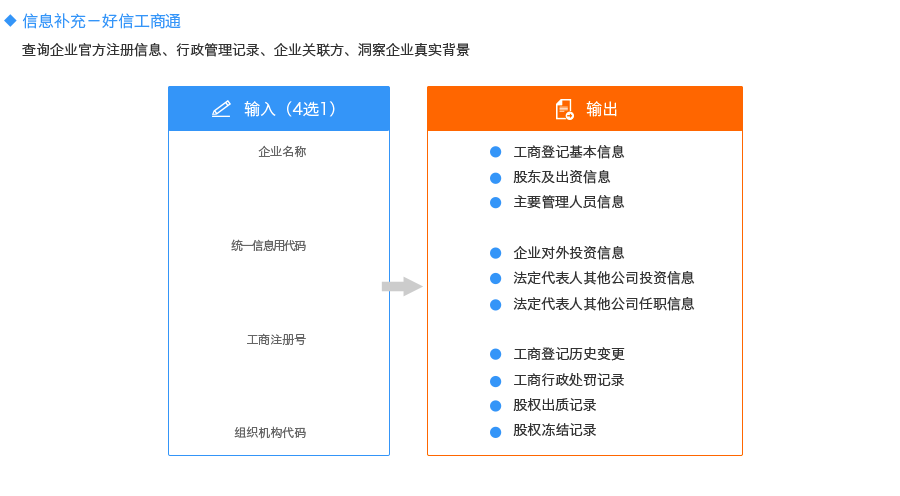 信息补充－好信工商通
查询企业官方注册信息、行政管理记录、企业关联方、洞察企业真实背景
输入（4选1）
企业名称
统一信息用代码
工商注册号
组织机构代码
输出
工商登记基本信息
股东及出资信息
主要管理人员信息
企业对外投资信息
法定代表人其他公司投资信息
法定代表人其他公司任职信息
工商登记历史变更
工商行政处罚记录
股权出质记录
股权冻结记录